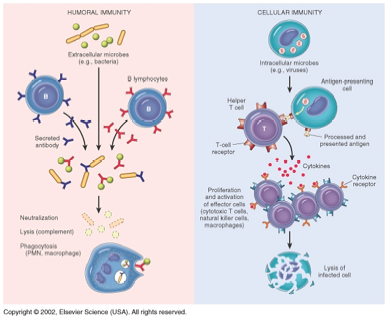 HUMORAL IMMUNITY
Extracellular microbes
(e.g., bacteria)
B lymphocytes
B
B
Secreted
antibody
Neutralization
Lysis (complement)
Phagocytosis
(PMN, macrophage)
CELLULAR IMMUNITY
Intracellular microbes
(e.g., viruses)
Antigen-presenting
cell
Helper
T cell
T
Processed and
presented antigen
T-cell
receptor
Cytokines
Cytokine
receptor
Proliferation
and activation
of effector cells
(cytotoxic T cells,
natural killer cells,
macrophages)
Lysis of
infected cell
Copyright © 2002, Elsevier Science (USA). All rights reserved.